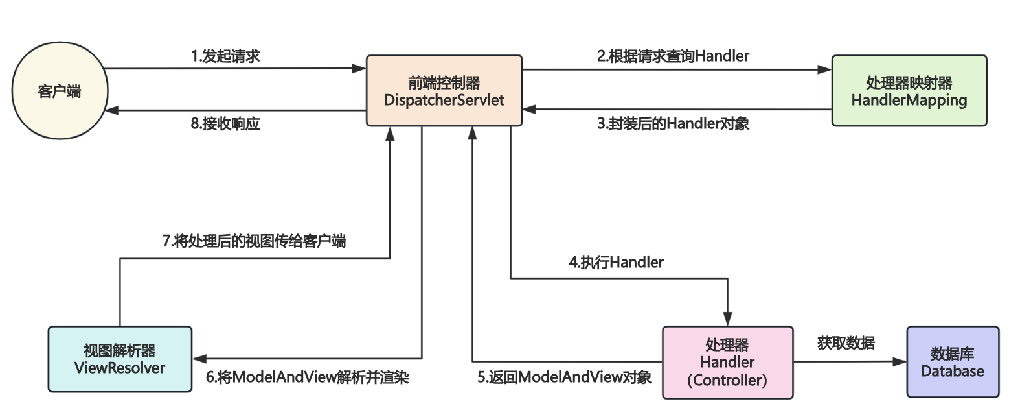 1.发起请求
2.根据请求查询Handler
客户端
前端控制器
DispatcherServlet
处理器映射器
HandlerMapping
8.接收响应
3.封装后的Handler对象
7.将处理后的视图传给客户端
4.执行Handler
视图解析器
ViewResolver
6.将ModelAndView解析并渲染
5.返回ModelAndView对象
处理器
Handler
(Controller)
获取数据
数据库
Database